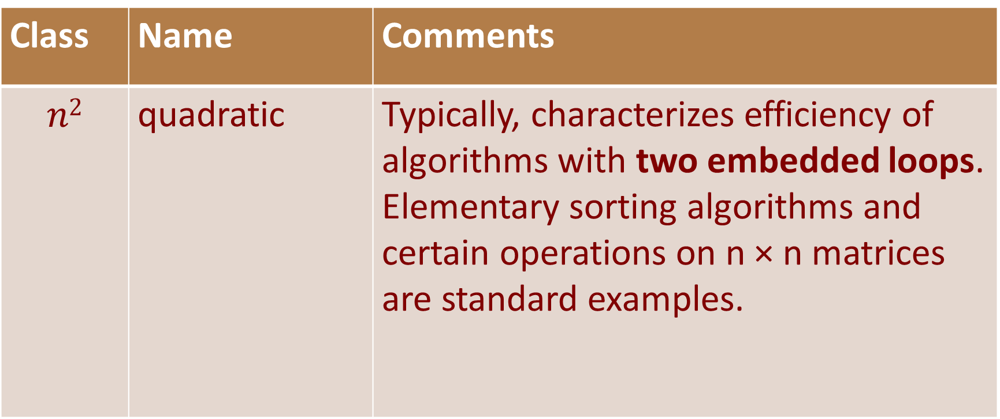 Class Name Comments
n² quadratic Typically, characterizes efficiency of
algorithms with two embedded loops.
Elementary sorting algorithms and
certain operations on n × n matrices
are standard examples.